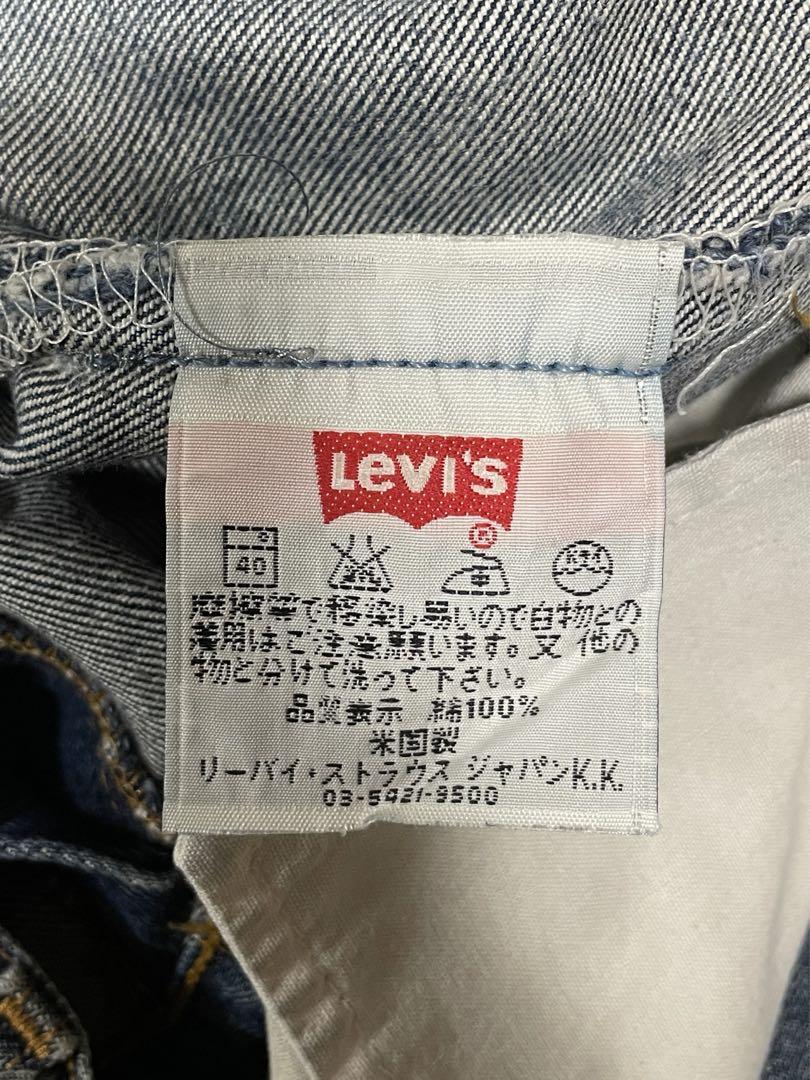 Levi's
®
40
摩擦等で移染し易いので白物との
着用はご注意願います。又 他の
物と分けて洗って下さい。
品質表示 綿100%
米国製
リーバイ・ストラウス ジャパンK.K.
03-5421-9500